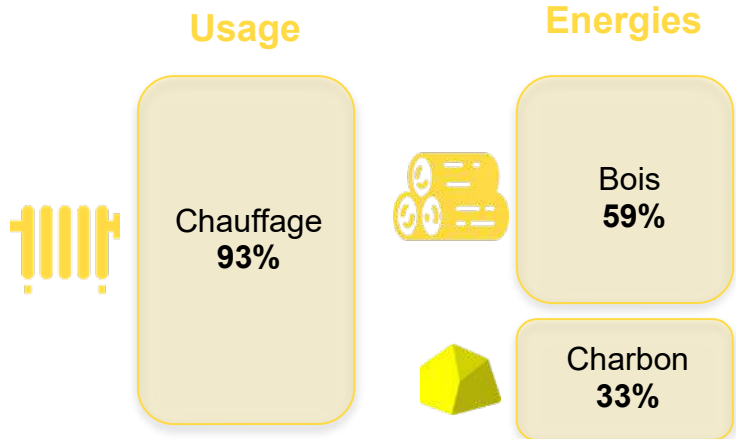 Usage
Energies
Chauffage
93%
Bois
59%
Charbon
33%